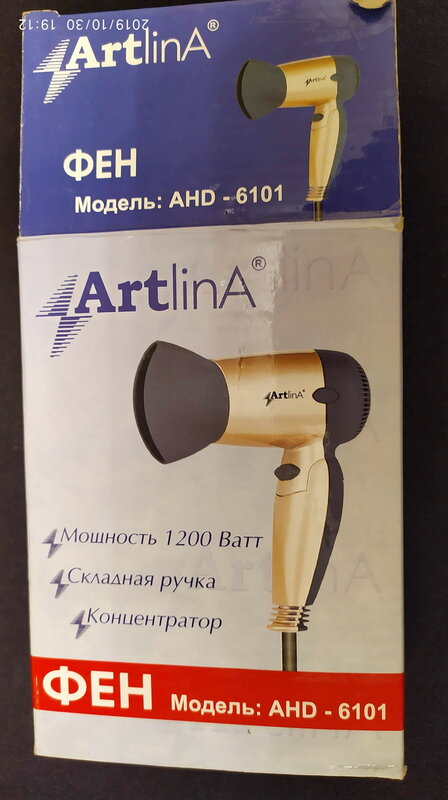 2019/10/30 19:12
ArtlinA®
ArtlinA
ФЕН
Модель: AHD - 6101
ArtlinA®
ArtlinA®
Мощность 1200 Ватт
Складная ручка
Концентратор
ФЕН Модель: AHD - 6101